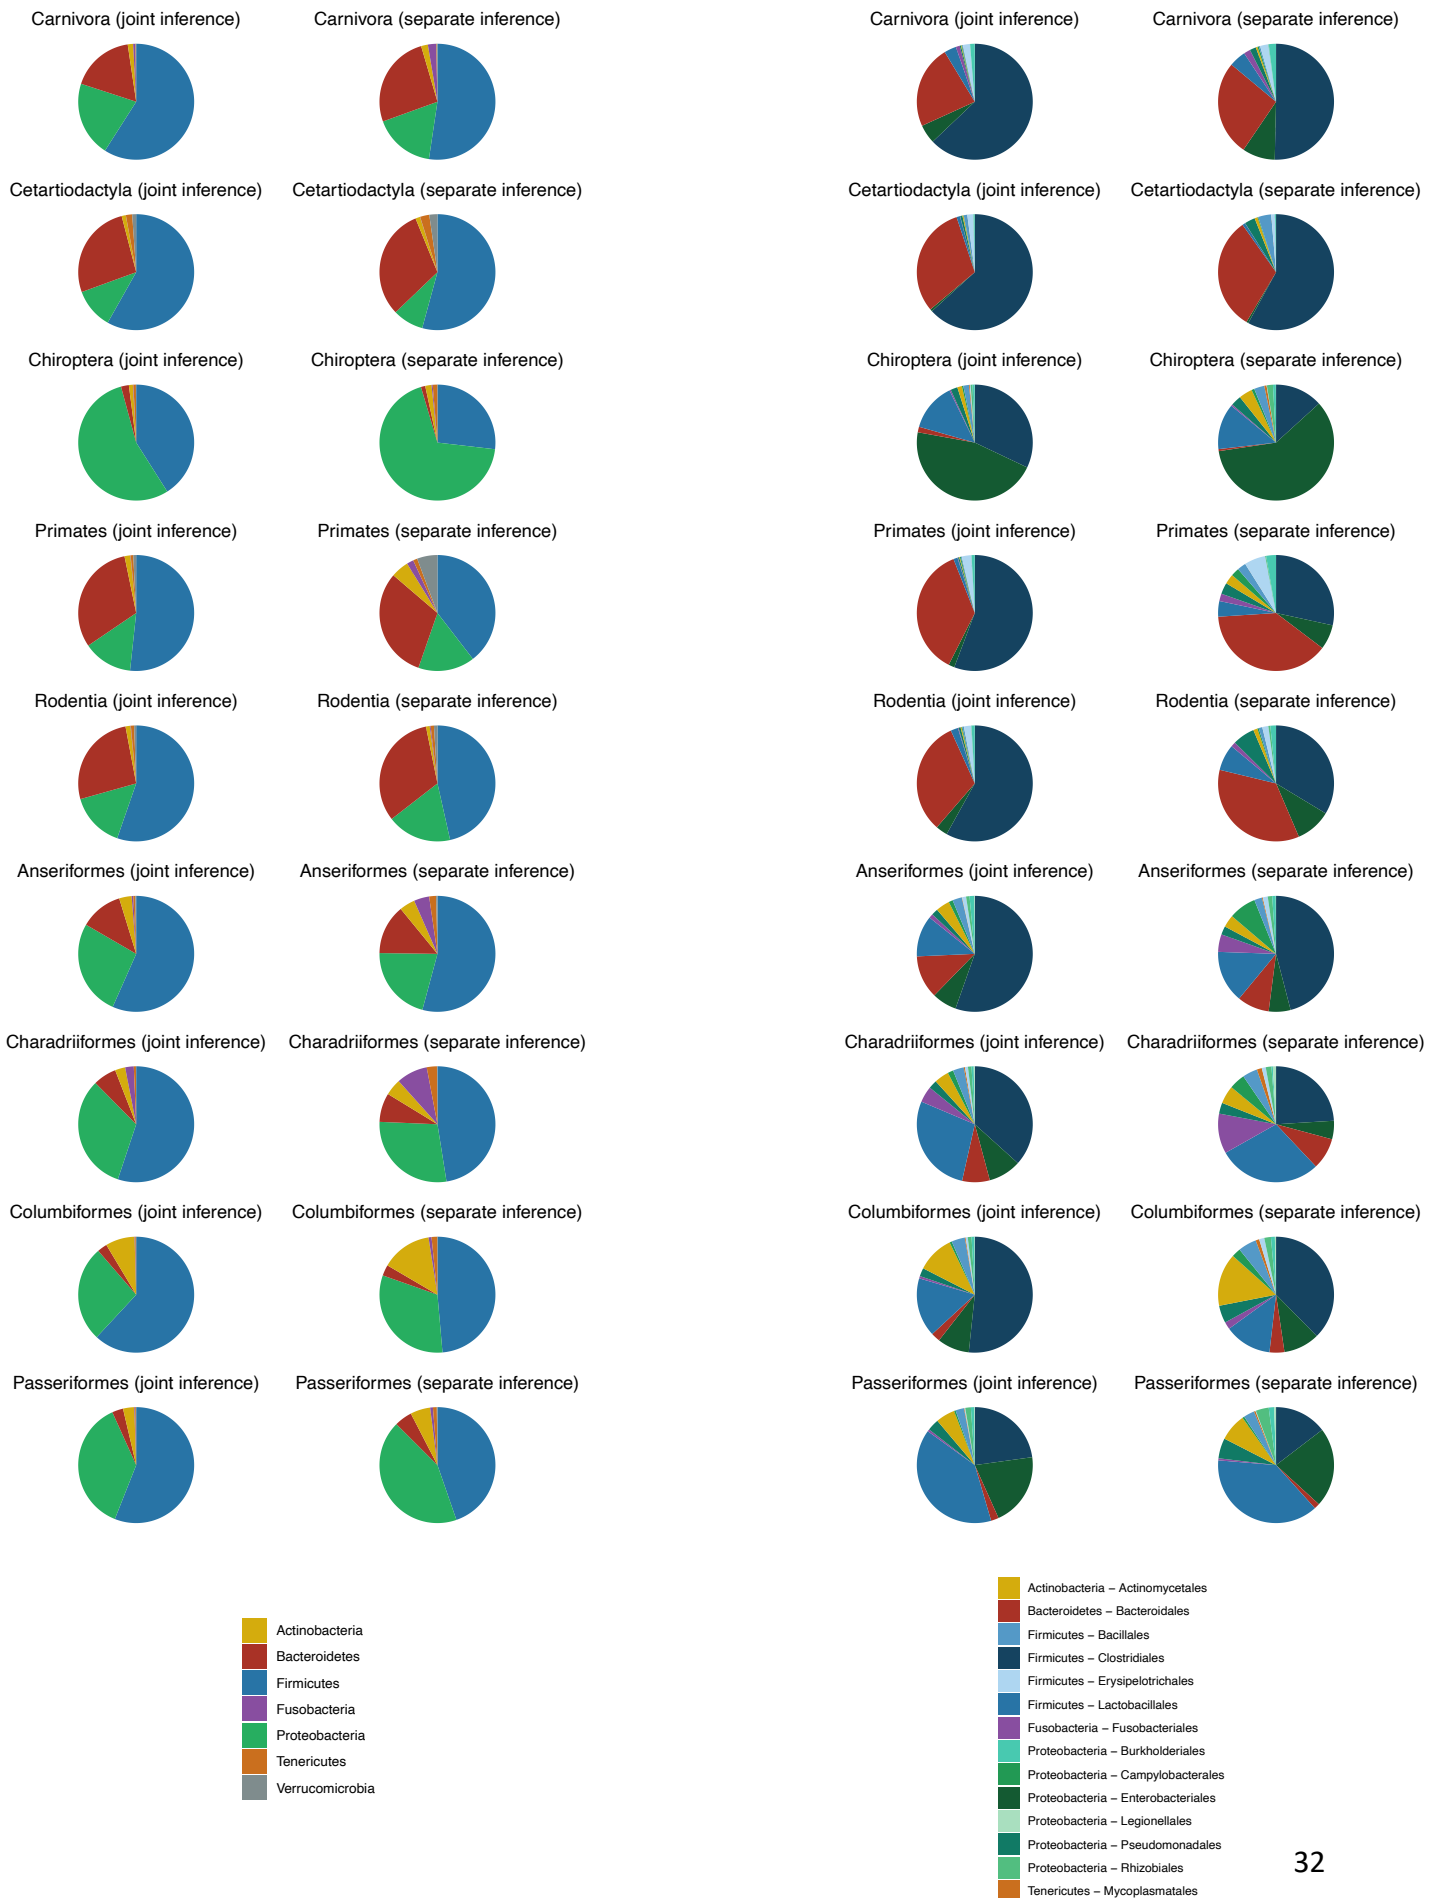 Carnivora (joint inference)
Carnivora (separate inference)
Carnivora (joint inference)
Carnivora (separate inference)
Cetartiodactyla (joint inference)
Cetartiodactyla (separate inference)
Cetartiodactyla (joint inference)
Cetartiodactyla (separate inference)
Chiroptera (joint inference)
Chiroptera (separate inference)
Chiroptera (joint inference)
Chiroptera (separate inference)
Primates (joint inference)
Primates (separate inference)
Primates (joint inference)
Primates (separate inference)
Rodentia (joint inference)
Rodentia (separate inference)
Rodentia (joint inference)
Rodentia (separate inference)
Anseriformes (joint inference)
Anseriformes (separate inference)
Anseriformes (joint inference)
Anseriformes (separate inference)
Charadriiformes (joint inference)
Charadriiformes (separate inference)
Charadriiformes (joint inference)
Charadriiformes (separate inference)
Columbiformes (joint inference)
Columbiformes (separate inference)
Columbiformes (joint inference)
Columbiformes (separate inference)
Passeriformes (joint inference)
Passeriformes (separate inference)
Passeriformes (joint inference)
Passeriformes (separate inference)
Actinobacteria
Bacteroidetes
Firmicutes
Fusobacteria
Proteobacteria
Tenericutes
Verrucomicrobia
Actinobacteria – Actinomycetales
Bacteroidetes – Bacteroidales
Firmicutes – Bacillales
Firmicutes – Clostridiales
Firmicutes – Erysipelotrichales
Firmicutes – Lactobacillales
Fusobacteria – Fusobacteriales
Proteobacteria – Burkholderiales
Proteobacteria – Campylobacterales
Proteobacteria – Enterobacteriales
Proteobacteria – Legionellales
Proteobacteria – Pseudomonadales
Proteobacteria – Rhizobiales
Tenericutes – Mycoplasmatales
32